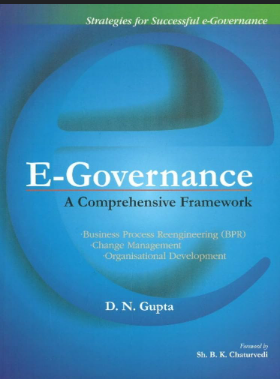 Strategies for Successful e-Governance
E-Governance
A Comprehensive Framework
·Business Process Reengineering (BPR)
·Change Management
·Organisational Development
D. N. Gupta
Foreword by
Sh. B. K. Chaturvedi